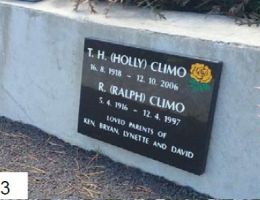 T. H. (HOLLY) CLIMO
16. 8. 1918 - 12. 10. 2006
R. (RALPH) CLIMO
5. 4. 1916 - 12. 4. 1997
LOVED PARENTS OF
KEN, BRYAN, LYNETTE AND DAVID
3